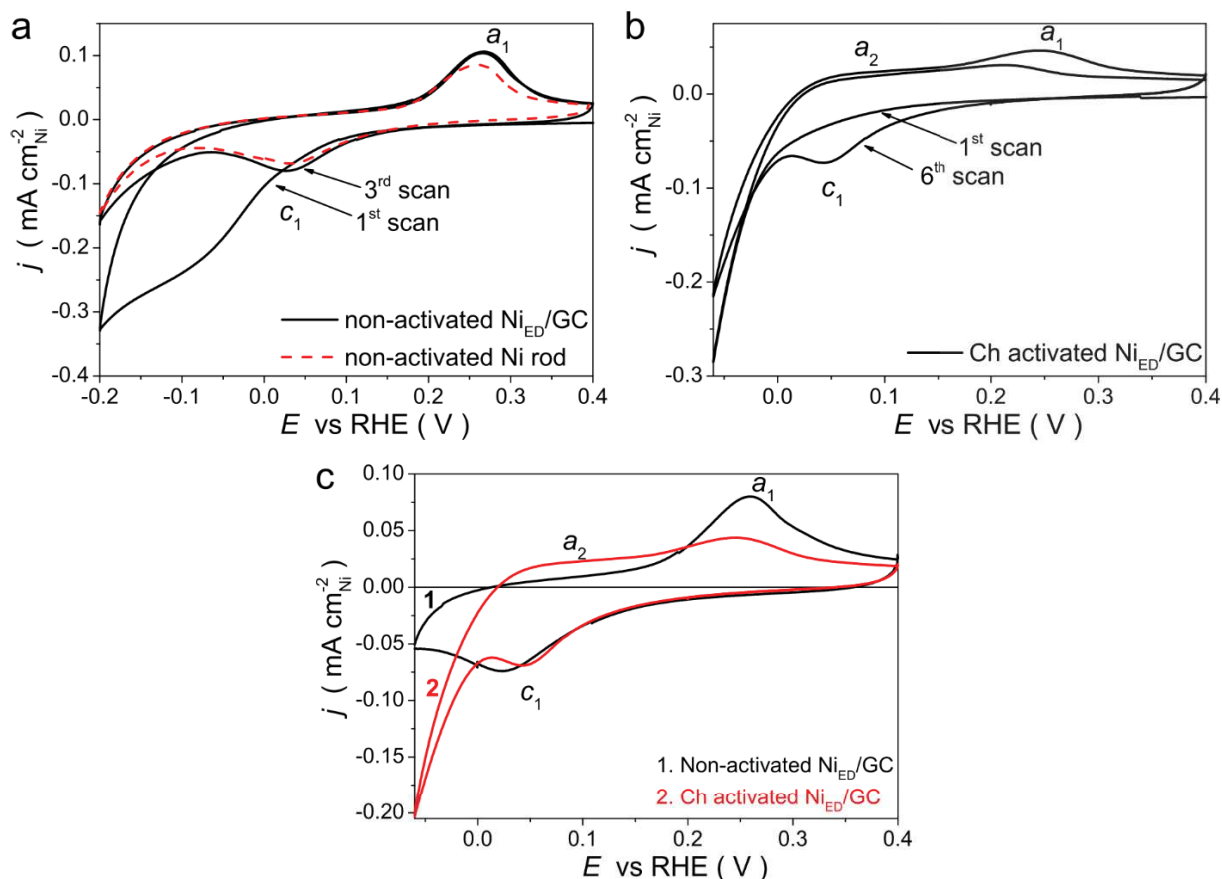 a
a₁
0.1
0.0
-0.1
-0.2
-0.3
-0.4
j ( mA cm⁻²Ni )
3rd scan
1st scan
c₁
non-activated NiED/GC
non-activated Ni rod
-0.2 -0.1 0.0 0.1 0.2 0.3 0.4
E vs RHE ( V )
b
a₂
a₁
0.0
-0.1
-0.2
-0.3
j ( mA cm⁻²Ni )
1st scan
6th scan
c₁
Ch activated NiED/GC
0.0 0.1 0.2 0.3 0.4
E vs RHE ( V )
c
a₁
a₂
0.10
0.05
0.00
-0.05
-0.10
-0.15
-0.20
j ( mA cm⁻²Ni )
1
2
c₁
1. Non-activated NiED/GC
2. Ch activated NiED/GC
0.0 0.1 0.2 0.3 0.4
E vs RHE ( V )